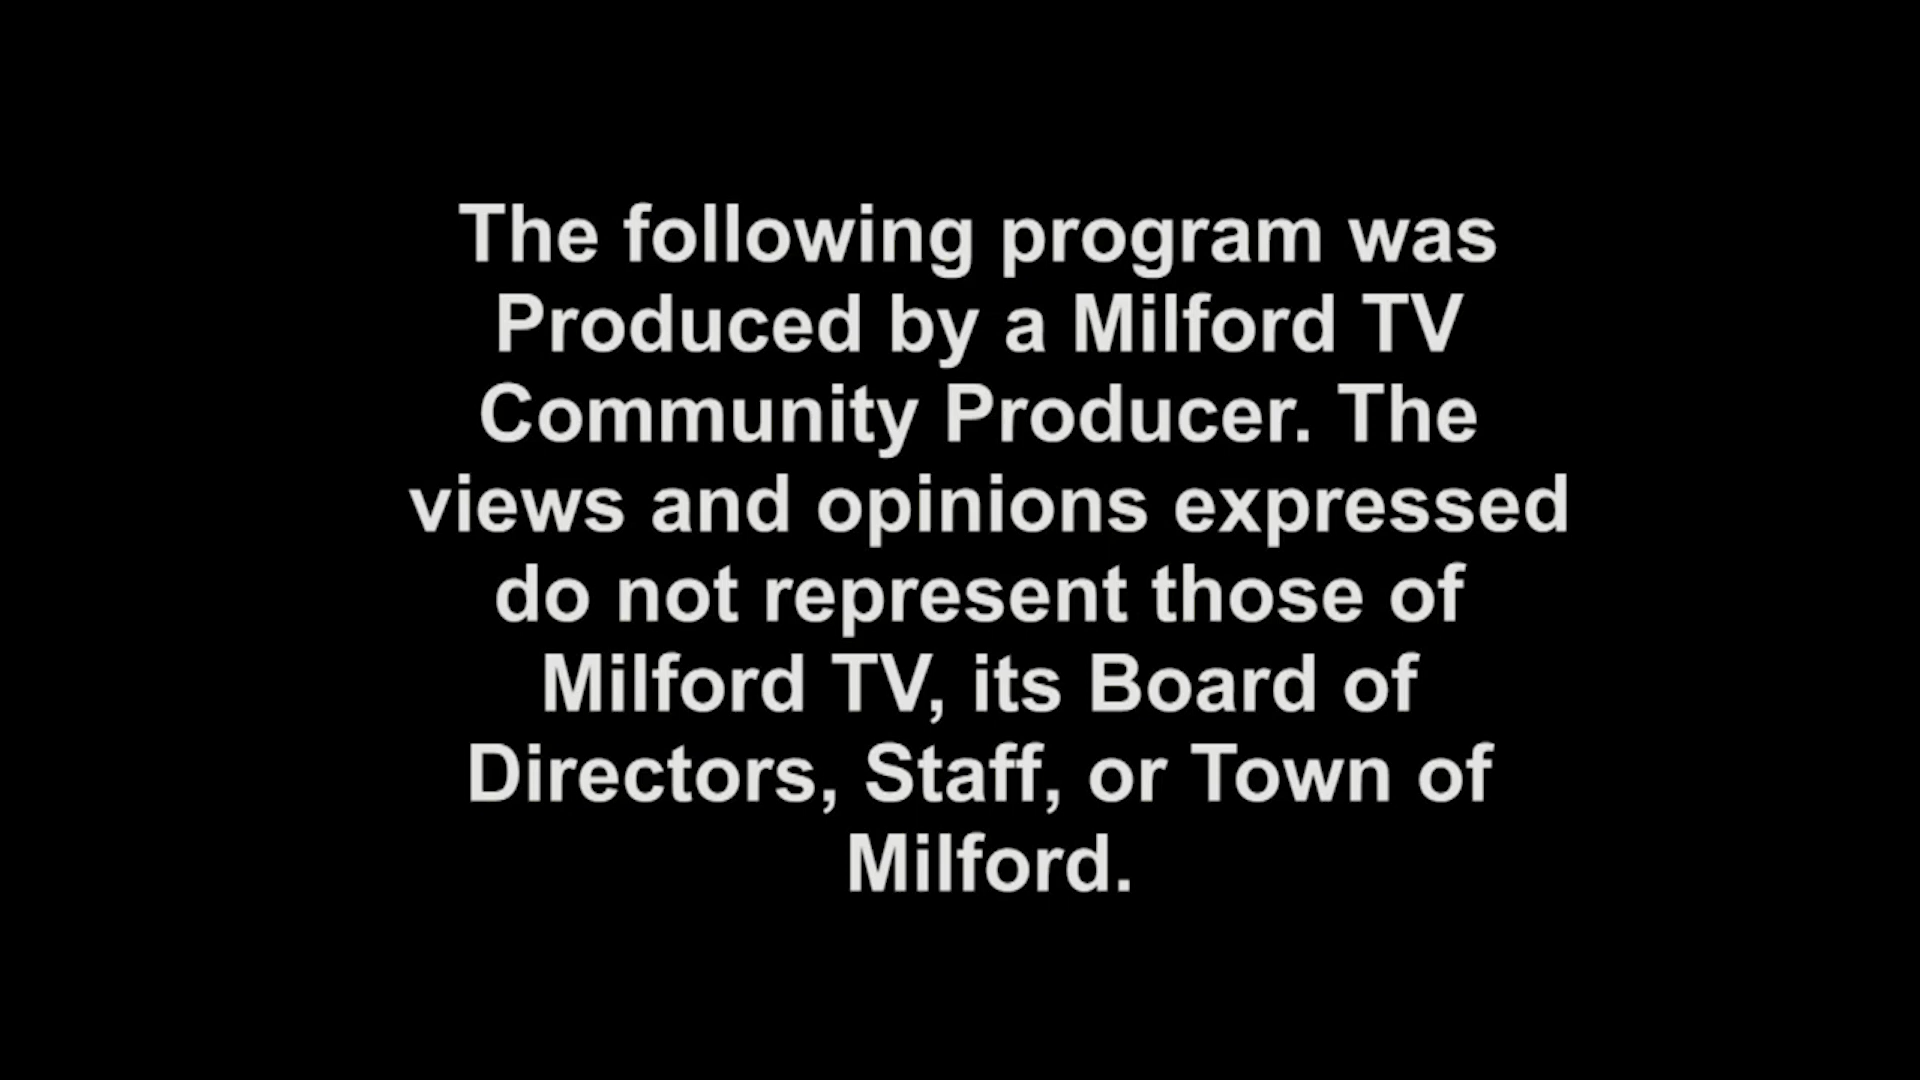 The following program was
Produced by a Milford TV
Community Producer. The
views and opinions expressed
do not represent those of
Milford TV, its Board of
Directors, Staff, or Town of
Milford.